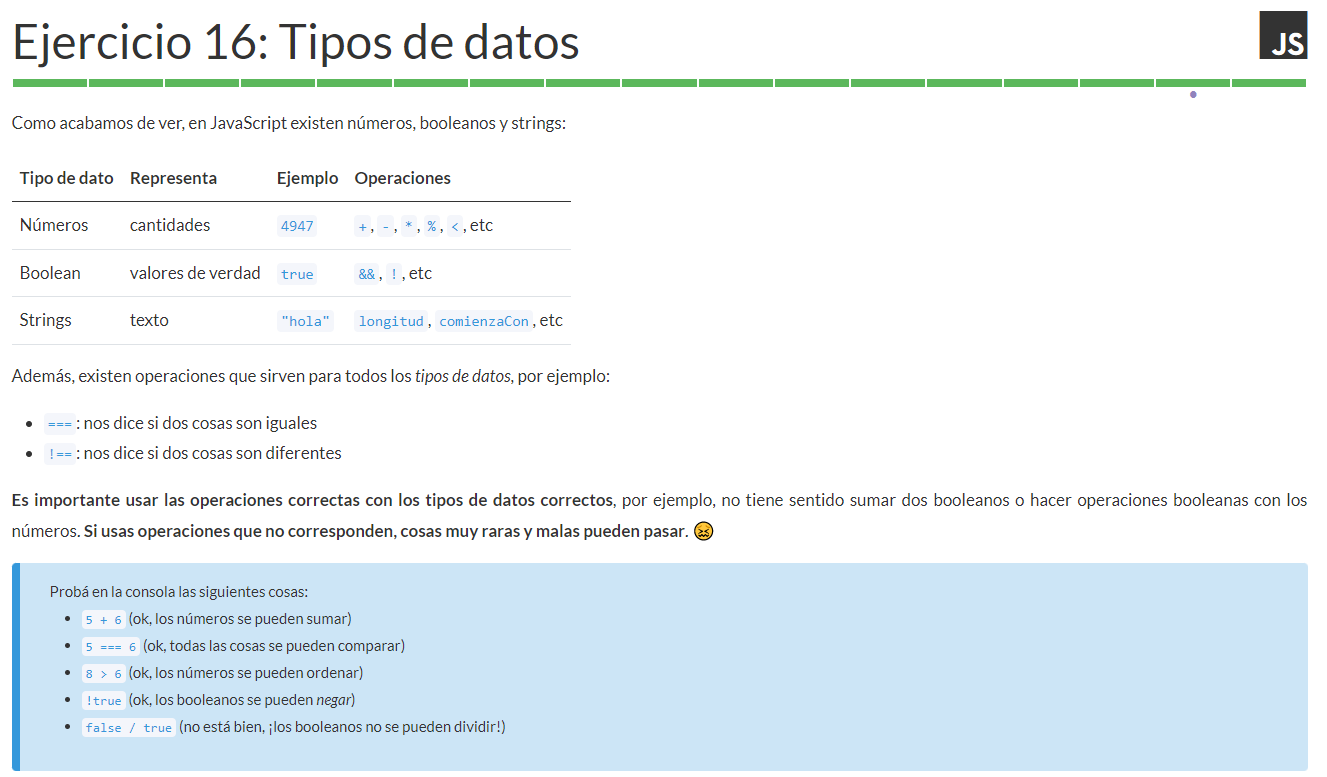 Ejercicio 16: Tipos de datos
JS
Como acabamos de ver, en JavaScript existen números, booleanos y strings:
Tipo de dato Representa Ejemplo Operaciones
Números cantidades 4947 +, -, *, %, <, etc
Boolean valores de verdad true &&, !, etc
Strings texto "hola" longitud, comienzaCon, etc
Además, existen operaciones que sirven para todos los tipos de datos, por ejemplo:
• ===: nos dice si dos cosas son iguales
• !==: nos dice si dos cosas son diferentes
Es importante usar las operaciones correctas con los tipos de datos correctos, por ejemplo, no tiene sentido sumar dos booleanos o hacer operaciones booleanas con los
números. Si usas operaciones que no corresponden, cosas muy raras y malas pueden pasar. 😖
Probá en la consola las siguientes cosas:
• 5 + 6 (ok, los números se pueden sumar)
• 5 === 6 (ok, todas las cosas se pueden comparar)
• 8 > 6 (ok, los números se pueden ordenar)
• !true (ok, los booleanos se pueden negar)
• false / true (no está bien, ¡los booleanos no se pueden dividir!)